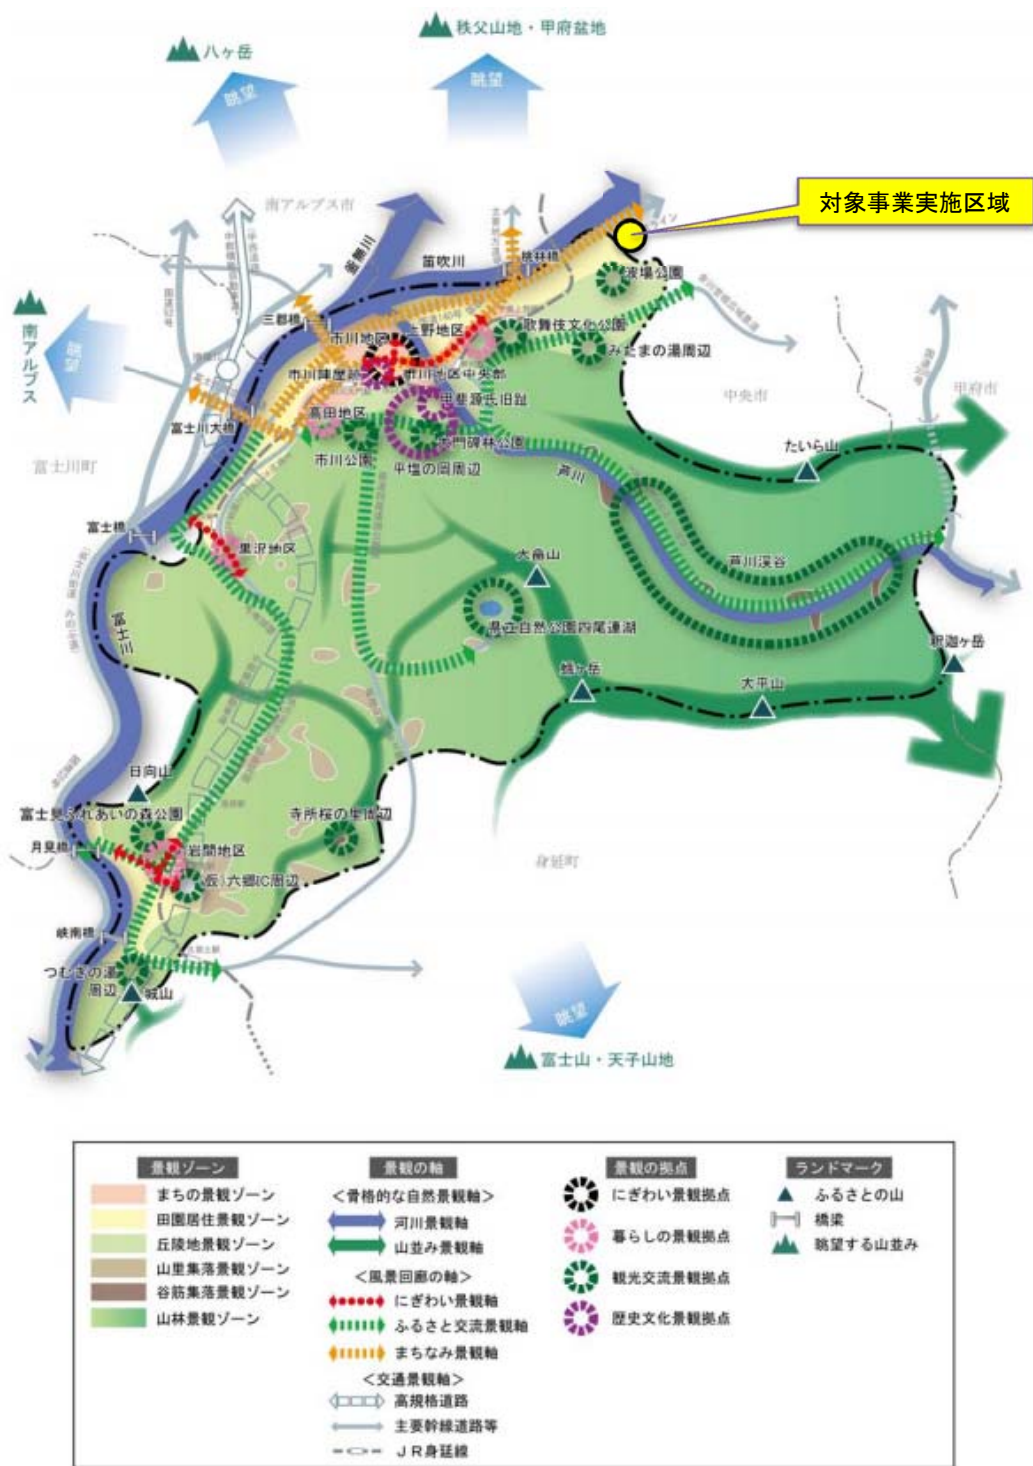 秩父山地・甲府盆地
八ヶ岳
眺望
眺望
南アルプス市
対象事業実施区域
釜無川
笛吹川
桃林橋
三郡橋
南アルプス
眺望
市川地区
上野地区
歌舞伎文化公園
みたまの湯周辺
市川陣屋跡
市川地区中央部
甲斐源氏旧趾
中央市
甲府市
高田地区
富士川大橋
大門碑林公園
市川公園
平塩の岡周辺
芦川
たいら山
富士川町
富士橋
黒沢地区
大畠山
芦川渓谷
県立自然公園四尾連湖
富士川
釈迦ヶ岳
蛾ヶ岳
大平山
日向山
富士見ふれあいの森公園
寺所桜の里周辺
月見橋
岩間地区
六郷IC周辺
身延町
峡南橋
つむぎの湯
周辺
城山
眺望
富士山・天子山地
景観ゾーン
まちの景観ゾーン
田園居住景観ゾーン
丘陵地景観ゾーン
山里集落景観ゾーン
谷筋集落景観ゾーン
山林景観ゾーン
景観の軸
＜骨格的な自然景観軸＞
河川景観軸
山並み景観軸
＜風景回廊の軸＞
にぎわい景観軸
ふるさと交流景観軸
まちなみ景観軸
＜交通景観軸＞
高規格道路
主要幹線道路等
ＪＲ身延線
景観の拠点
にぎわい景観拠点
暮らしの景観拠点
観光交流景観拠点
歴史文化景観拠点
ランドマーク
ふるさとの山
橋梁
眺望する山並み